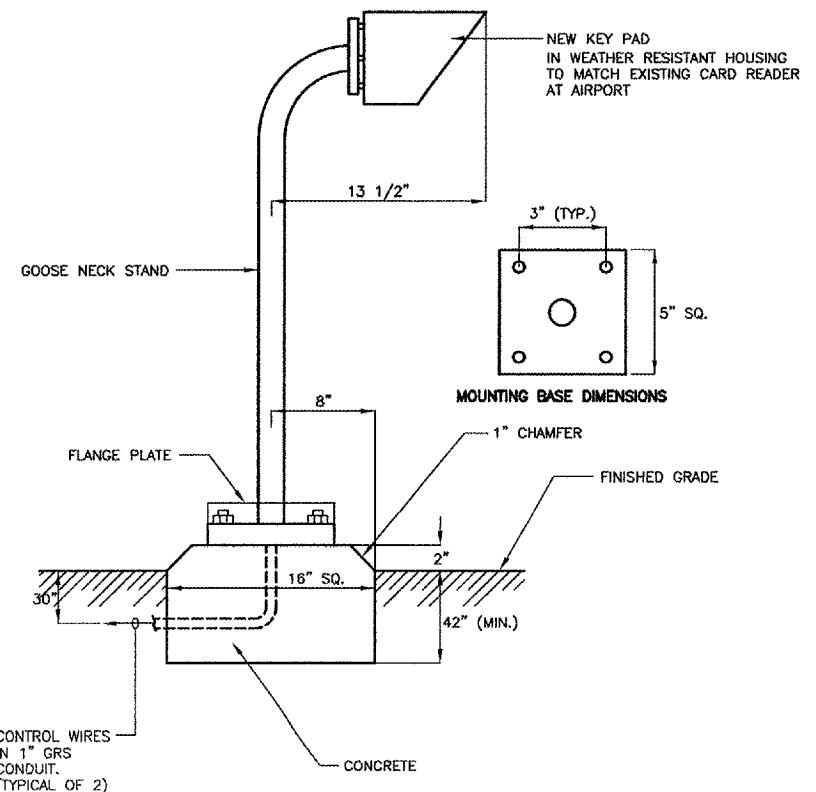 NEW KEY PAD
IN WEATHER RESISTANT HOUSING
TO MATCH EXISTING CARD READER
AT AIRPORT
13 1/2"
3" (TYP.)
GOOSE NECK STAND
5" SQ.
MOUNTING BASE DIMENSIONS
8"
1" CHAMFER
FLANGE PLATE
FINISHED GRADE
2"
16" SQ.
30"
42" (MIN.)
CONTROL WIRES
IN 1" GRS
CONDUIT.
(TYPICAL OF 2)
CONCRETE